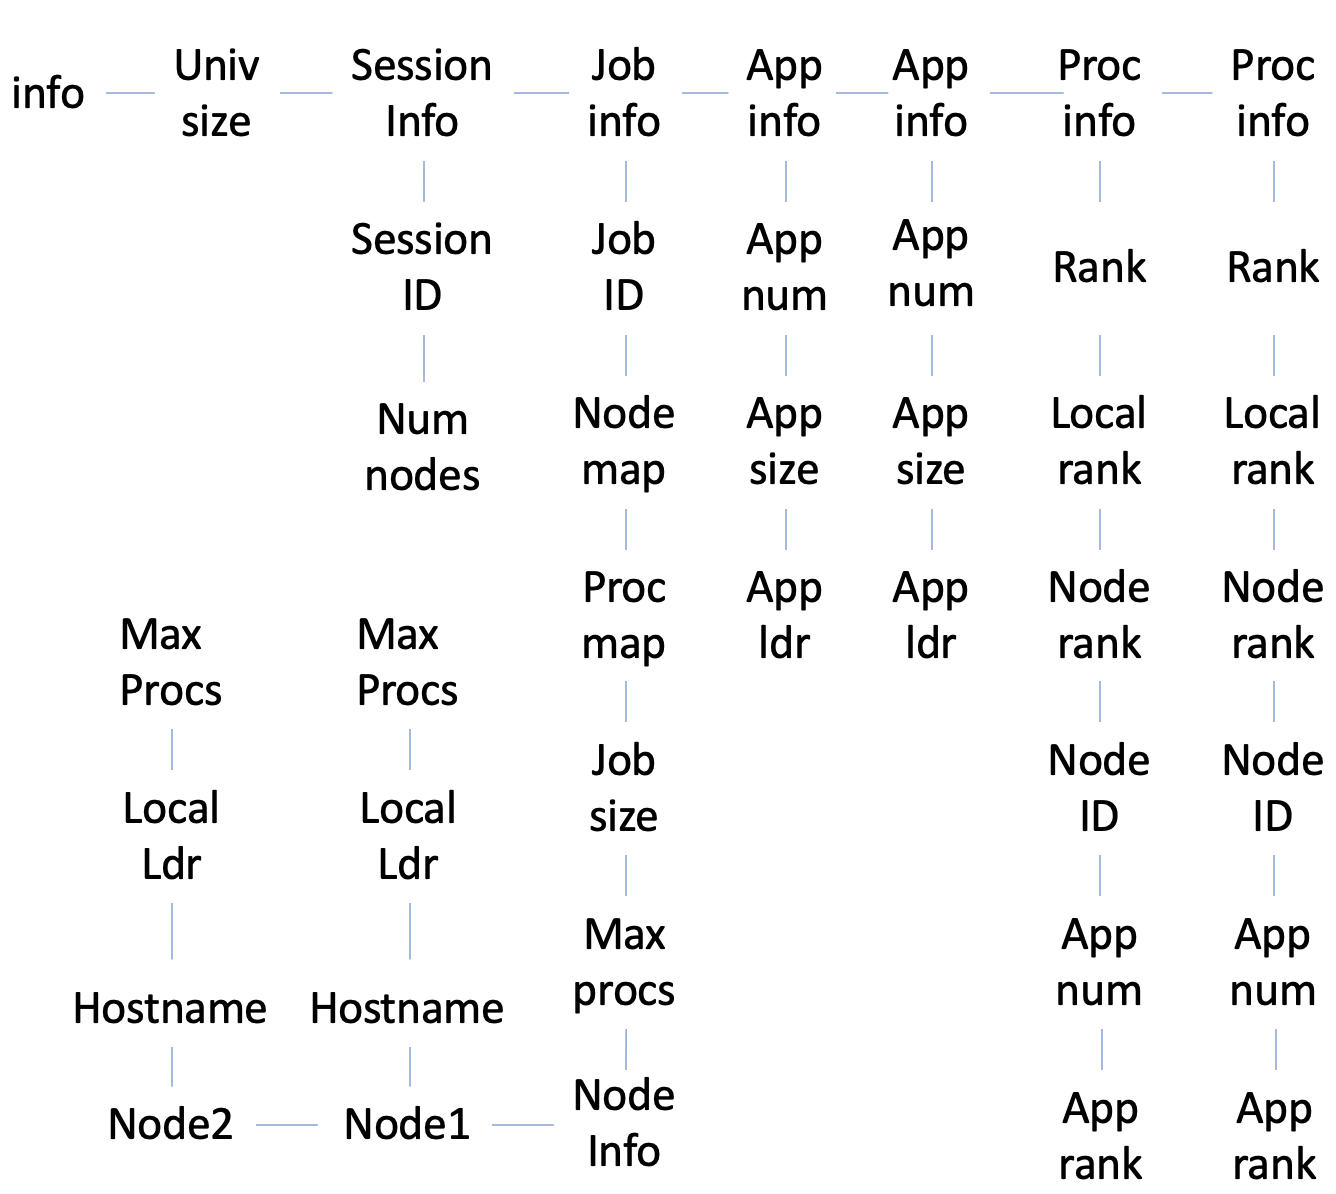 info
Univ
size
Session
Info
Job
info
App
info
App
info
Proc
info
Proc
info
Session
ID
Job
ID
App
num
App
num
Rank
Rank
Num
nodes
Node
map
App
size
App
size
Local
rank
Local
rank
Max
Procs
Max
Procs
Proc
map
App
ldr
App
ldr
Node
rank
Node
rank
Local
Ldr
Local
Ldr
Job
size
Node
ID
Node
ID
Hostname
Hostname
Max
procs
App
num
App
num
Node2
Node1
Node
Info
App
rank
App
rank